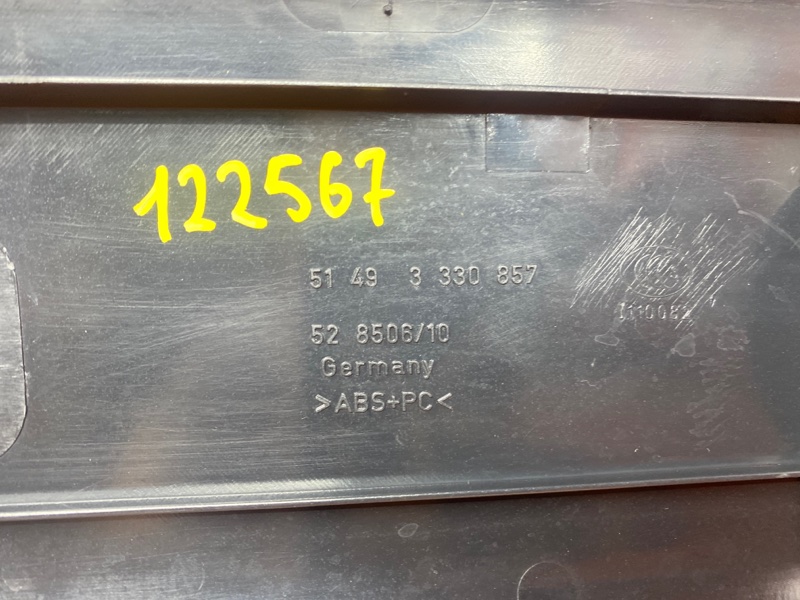 122567
51 49 3 330 857
52 8506/10
Germany
>ABS+PC<